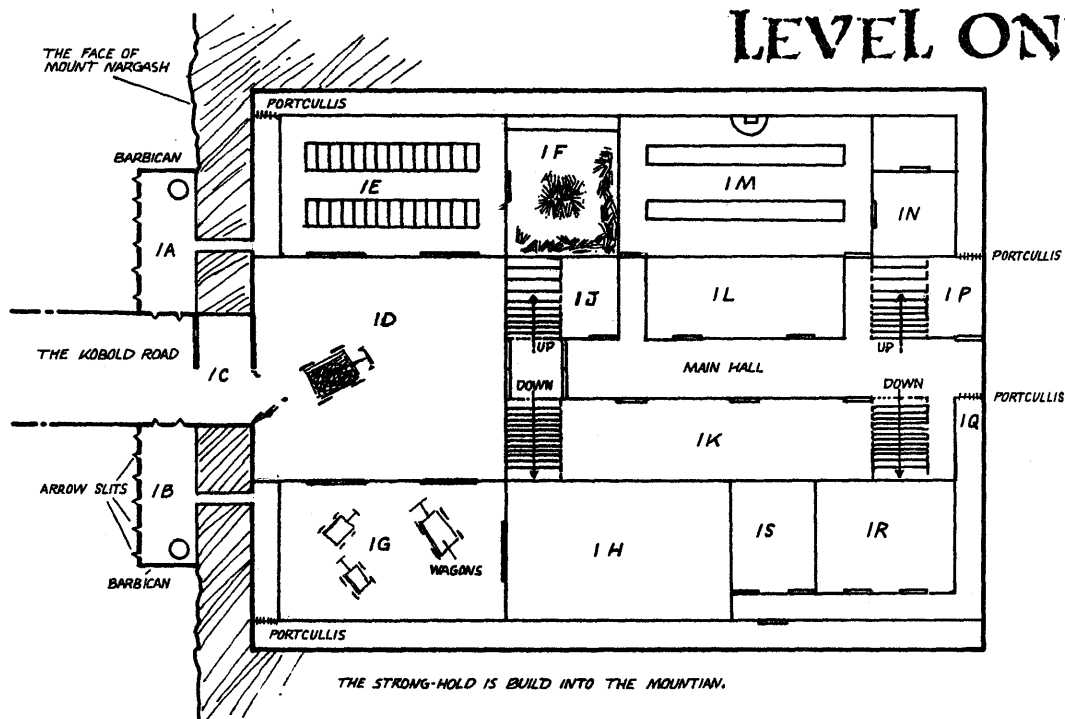 LEVEL ON
THE FACE OF
MOUNT NARGASH
PORTCULLIS
BARBICAN
1F
1E
1M
1N
1A
PORTCULLIS
1J
1L
1P
1D
THE KOBOLD ROAD
1C
UP
UP
MAIN HALL
DOWN
DOWN
PORTCULLIS
1Q
1K
ARROW SLITS
1B
1G
WAGONS
1H
1S
1R
BARBICAN
PORTCULLIS
THE STRONG-HOLD IS BUILD INTO THE MOUNTIAN.